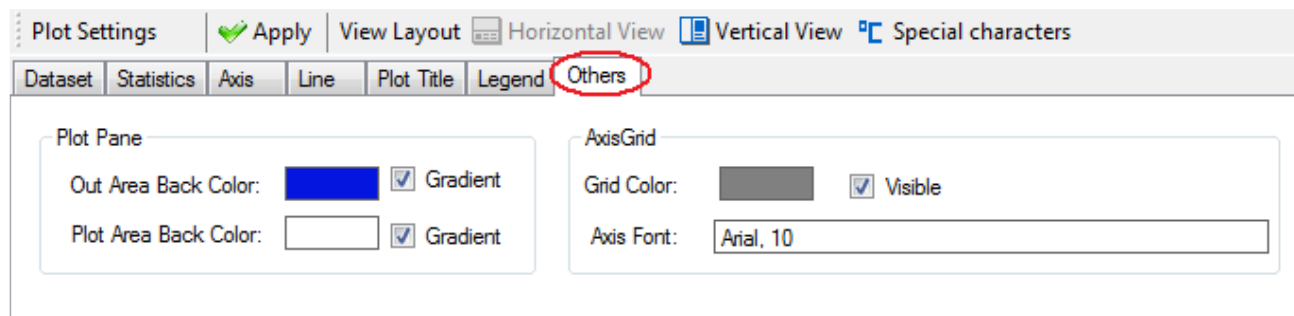 Plot Settings Apply View Layout Horizontal View Vertical View °C Special characters
Dataset Statistics Axis Line Plot Title Legend Others
Plot Pane AxisGrid
Out Area Back Color: Gradient Grid Color: Visible
Plot Area Back Color: Gradient Axis Font: Arial, 10